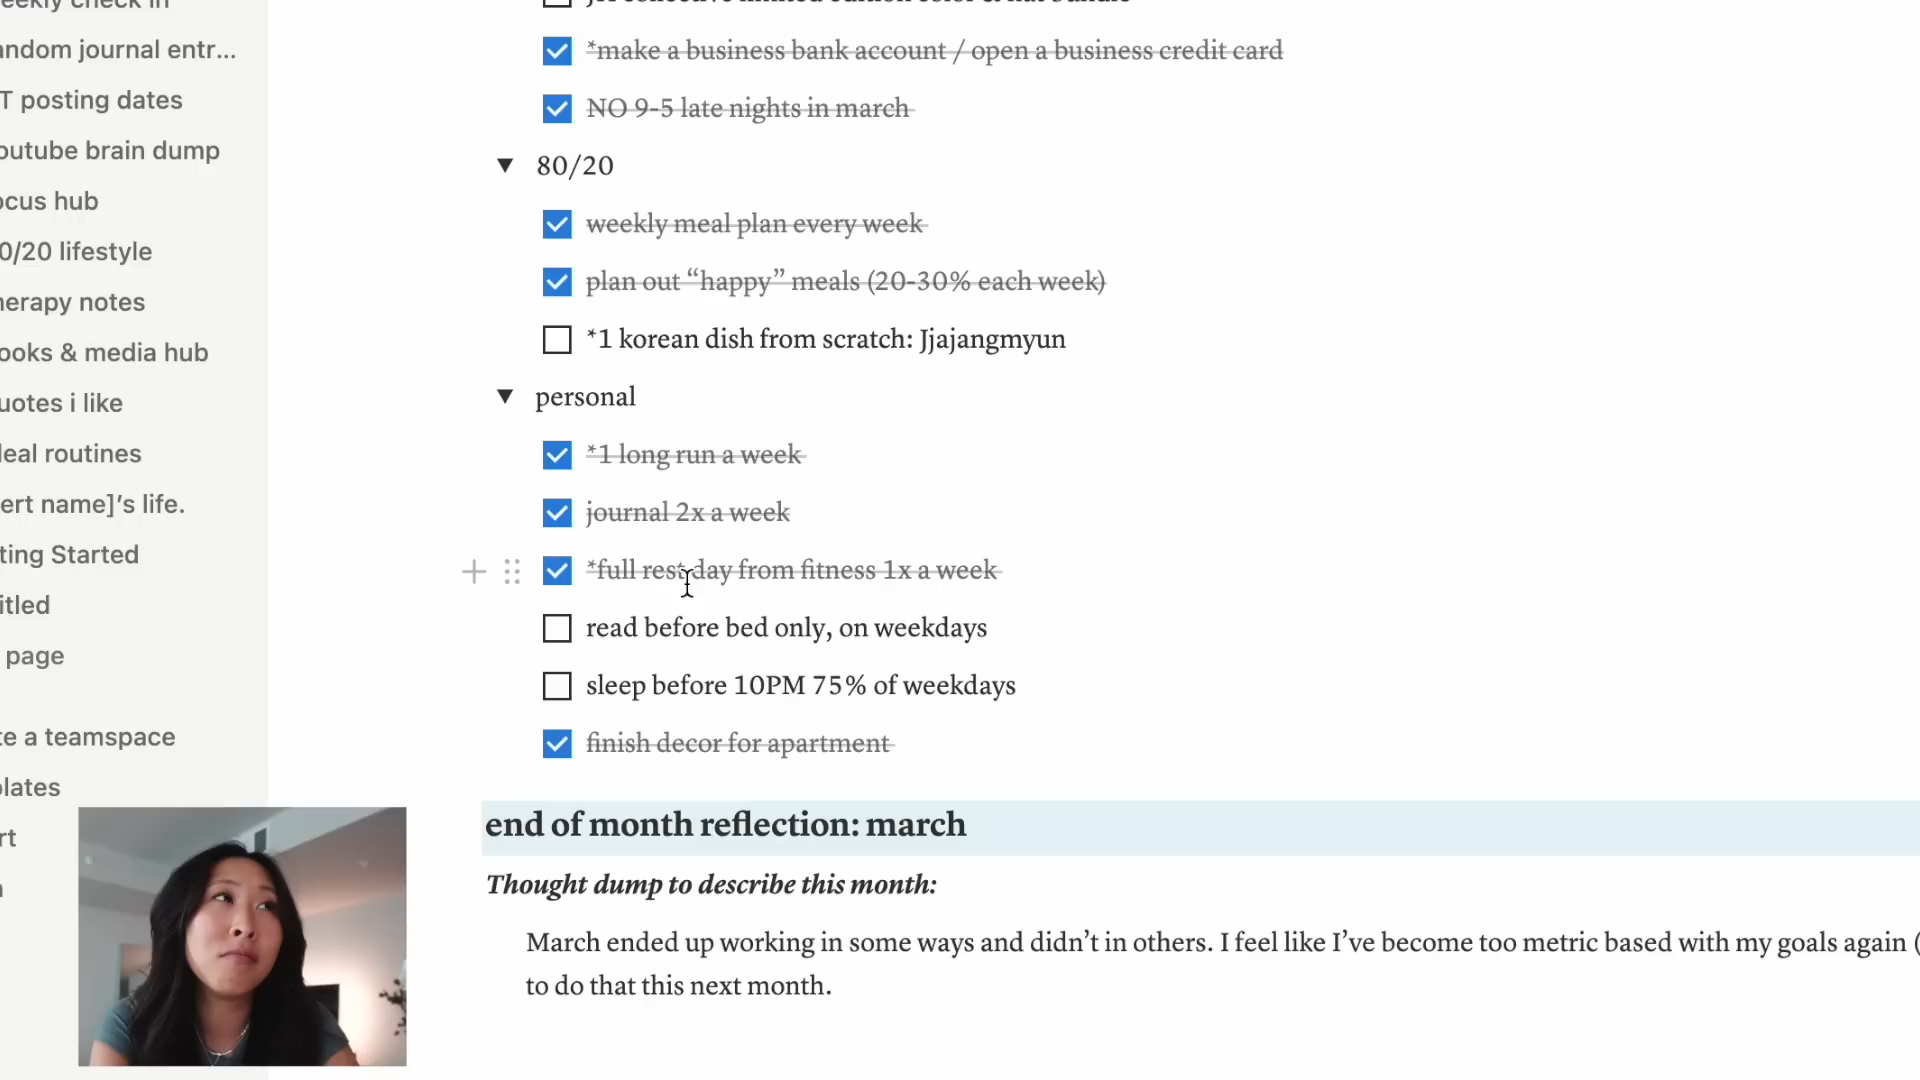 andom journal entr...
T posting dates
outube brain dump
ocus hub
0/20 lifestyle
herapy notes
ooks & media hub
uotes i like
deal routines
ert name]'s life.
ting Started
itled
page
te a teamspace
plates
rt
*make a business bank account / open a business credit card
NO 9-5 late nights in march
80/20
weekly meal plan every week
plan out “happy” meals (20-30% each week)
*1 korean dish from scratch: Jjajangmyun
personal
*1 long run a week
journal 2x a week
*full rest day from fitness 1x a week
read before bed only, on weekdays
sleep before 10PM 75% of weekdays
finish decor for apartment
end of month reflection: march
Thought dump to describe this month:
March ended up working in some ways and didn’t in others. I feel like I’ve become too metric based with my goals again (
to do that this next month.